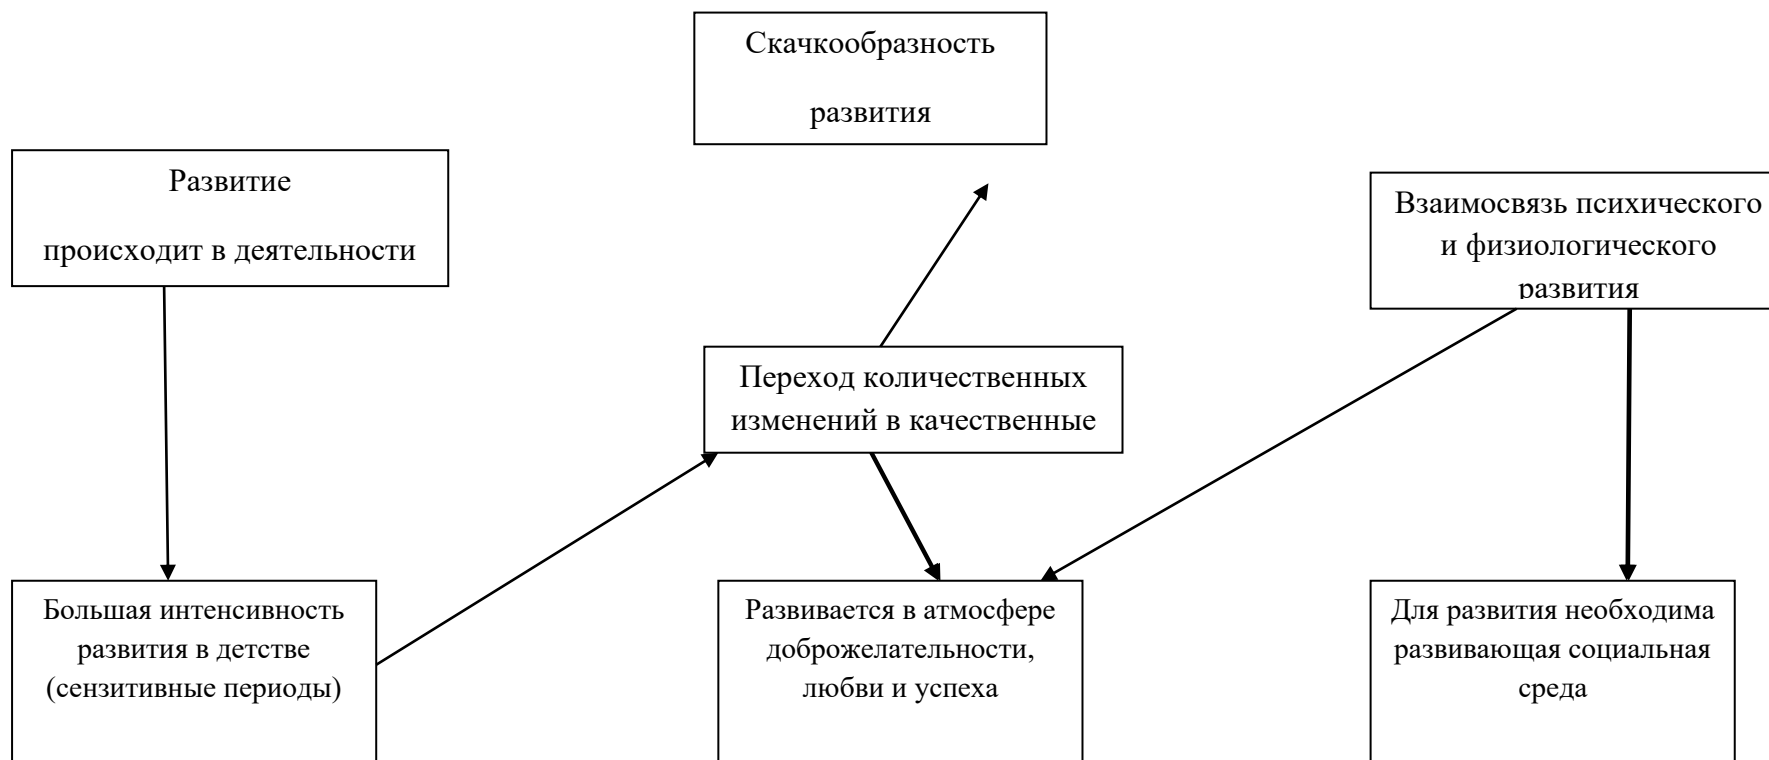 Скачкообразность
развития
Развитие
происходит в деятельности
Взаимосвязь психического
и физиологического
развития
Переход количественных
изменений в качественные
Большая интенсивность
развития в детстве
(сензитивные периоды)
Развивается в атмосфере
доброжелательности,
любви и успеха
Для развития необходима
развивающая социальная
среда